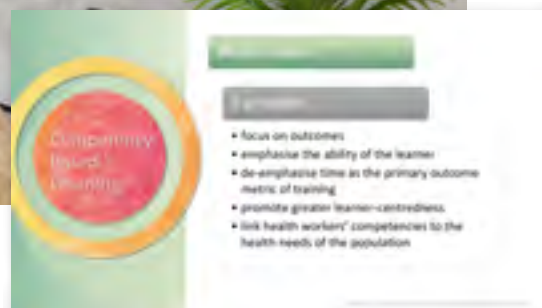 Competency
Based
Learning
• focus on outcomes
• emphasise the ability of the learner
• de-emphasise time as the primary outcome
metric of training
• promote greater learner-centredness
• link health workers' competencies to the
health needs of the population